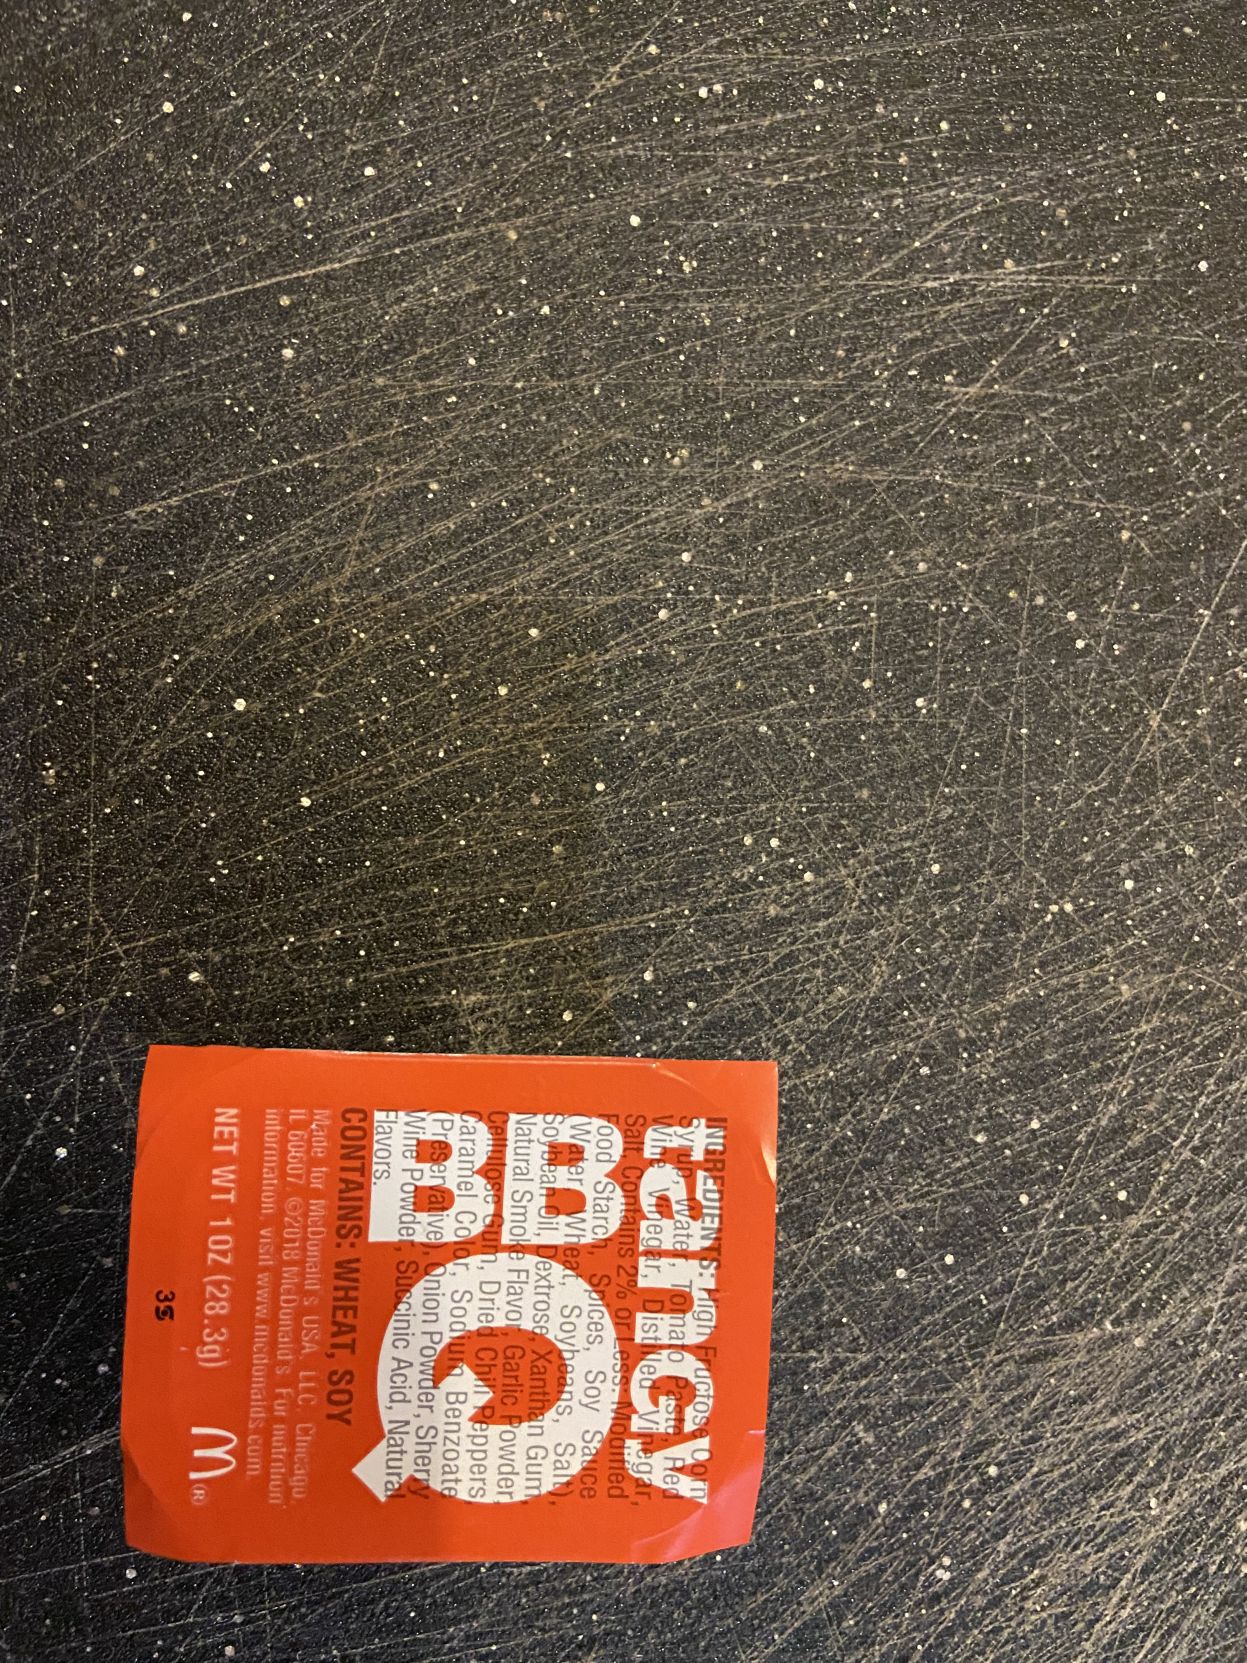 tangy
BB
Q
INGREDIENTS: High Fructose Corn
Syrup, Water, Tomato Paste, Red
Wine Vinegar, Distilled Vinegar,
Salt, Contains 2% or Less: Modified
Food Starch, Spices, Soy Sauce
(Water, Wheat, Soybeans, Salt),
Soybean Oil, Dextrose, Xanthan Gum,
Natural Smoke Flavor, Garlic Powder,
Cellulose Gum, Dried Chili Peppers,
Caramel Color, Sodium Benzoate
(Preservative), Onion Powder, Sherry
Wine Powder, Succinic Acid, Natural
Flavors.
CONTAINS: WHEAT, SOY
Made for McDonald's USA, LLC, Chicago,
IL 60607 ©2018 McDonald's For nutrition
information, visit www.mcdonalds.com.
NET WT 1 OZ (28.3g)
M®